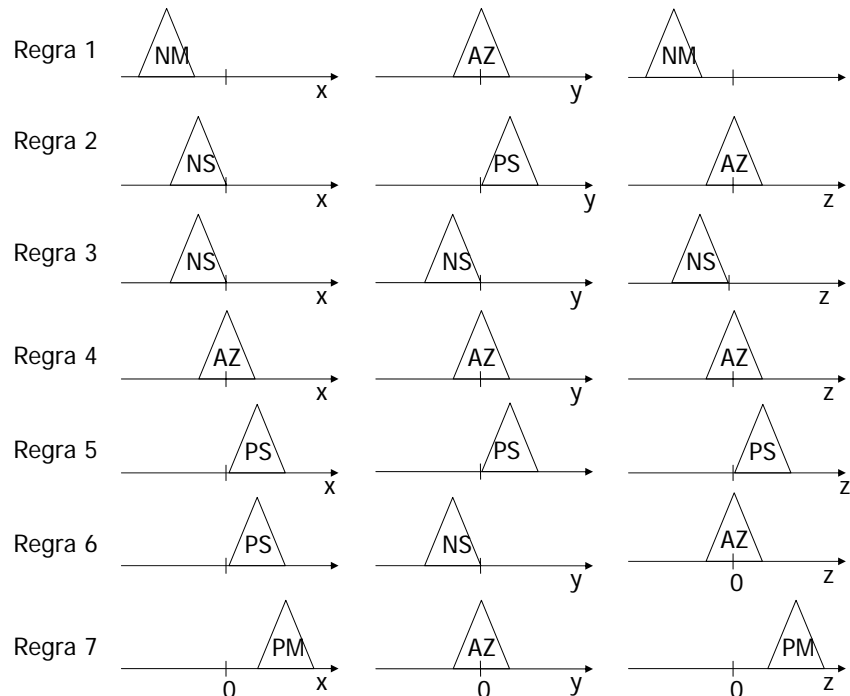 Regra 1 NM AZ NM
x y
Regra 2 NS PS AZ
x y z
Regra 3 NS NS NS
x y z
Regra 4 AZ AZ AZ
x y z
Regra 5 PS PS PS
x z
Regra 6 PS NS AZ
y 0 z
Regra 7 PM AZ PM
0 x 0 y 0 z